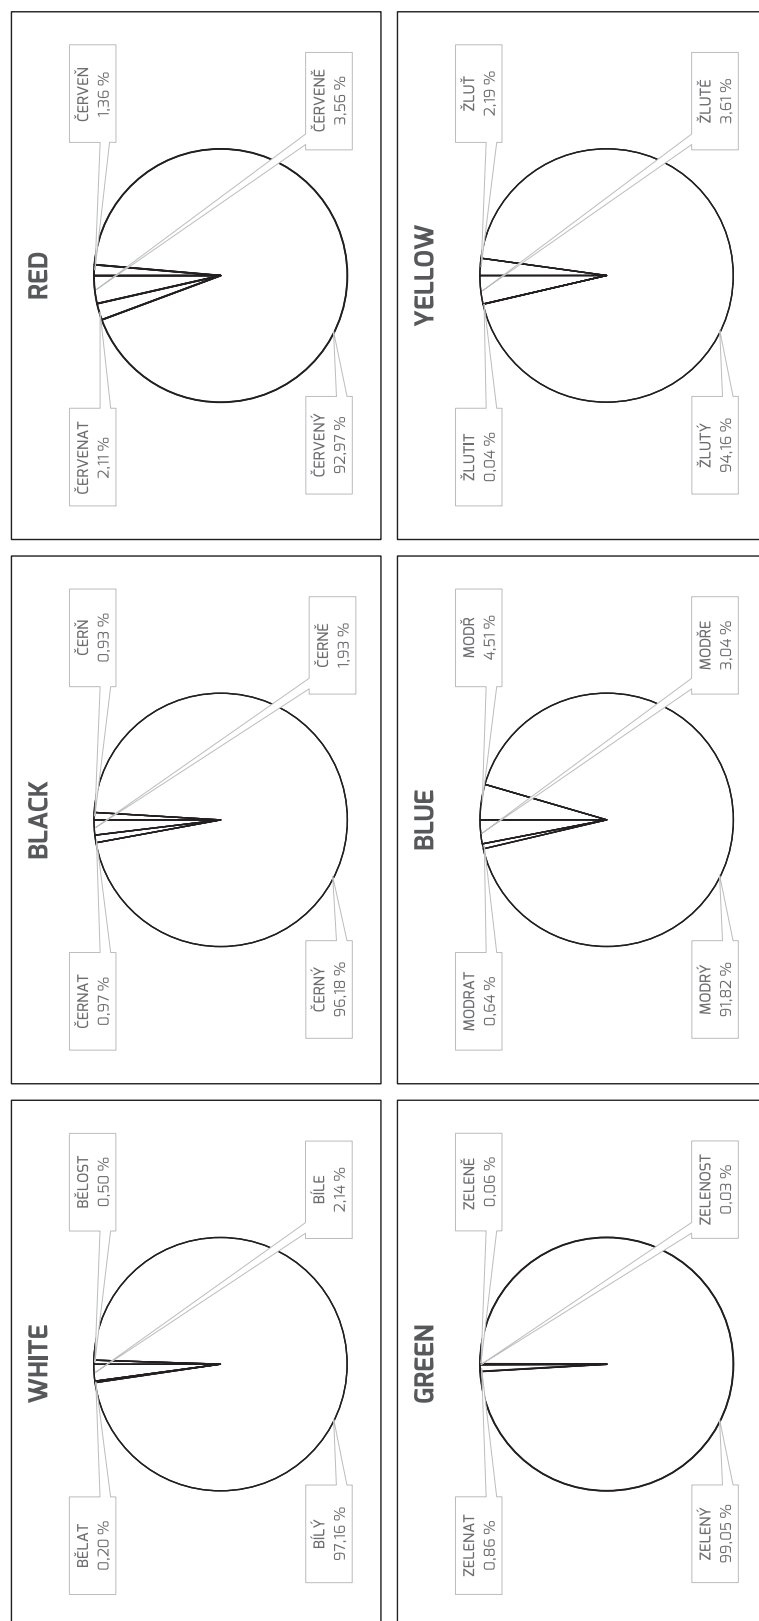 WHITE
BĚLAT
0,20 %
BĚLOST
0,50 %
BÍLÝ
97,16 %
BÍLE
2,14 %
BLACK
ČERNAT
0,97 %
ČERŇ
0,93 %
ČERNÝ
96,18 %
ČERNĚ
1,93 %
RED
ČERVENAT
2,11 %
ČERVEŇ
1,36 %
ČERVENÝ
92,97 %
ČERVENĚ
3,56 %
GREEN
ZELENAT
0,86 %
ZELENĚ
0,06 %
ZELENÝ
99,05 %
ZELENOST
0,03 %
BLUE
MODRAT
0,64 %
MODŘ
4,51 %
MODRÝ
91,82 %
MODŘE
3,04 %
YELLOW
ŽLUTIT
0,04 %
ŽLUŤ
2,19 %
ŽLUTÝ
94,16 %
ŽLUTĚ
3,61 %